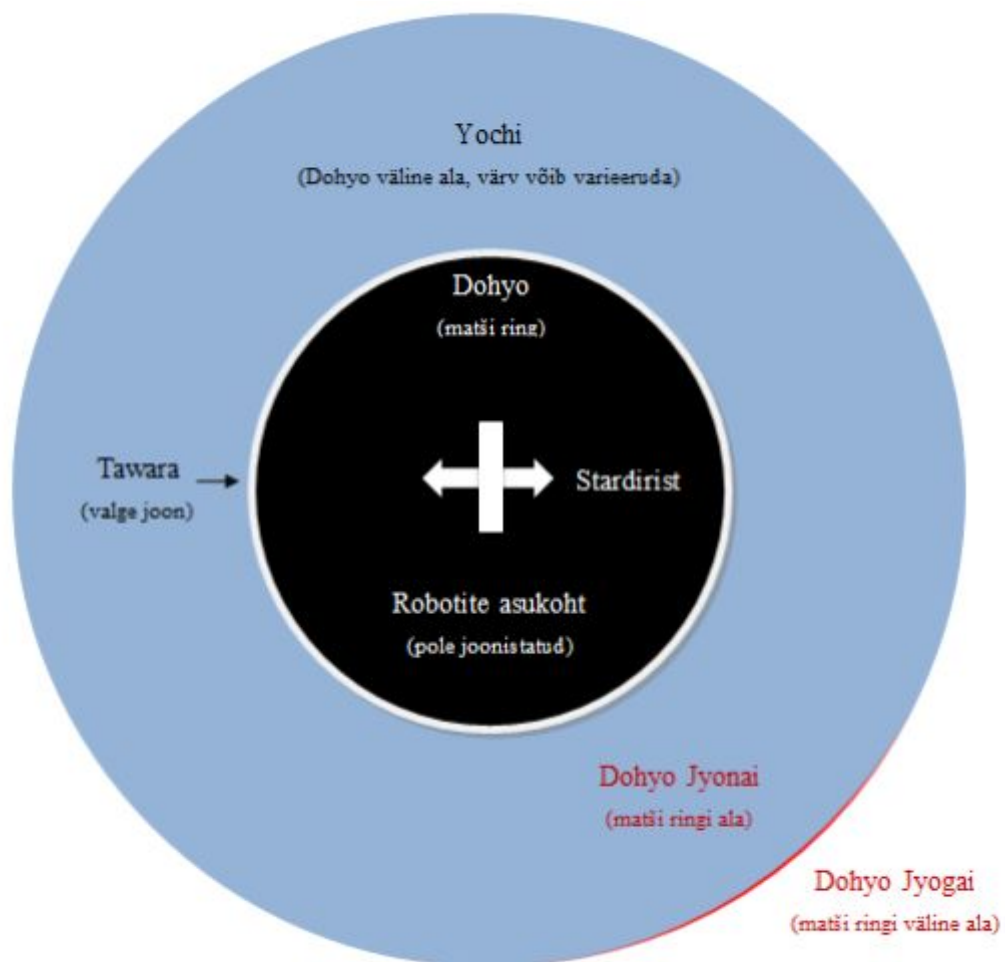 Yochi
(Dohyo väline ala, värv võib varieeruda)
Dohyo
(matši ring)
Tawara
(valge joon)
Stardirist
Robotite asukoht
(pole joonistatud)
Dohyo Jyonai
(matši ringi ala)
Dohyo Jyogai
(matši ringi väline ala)